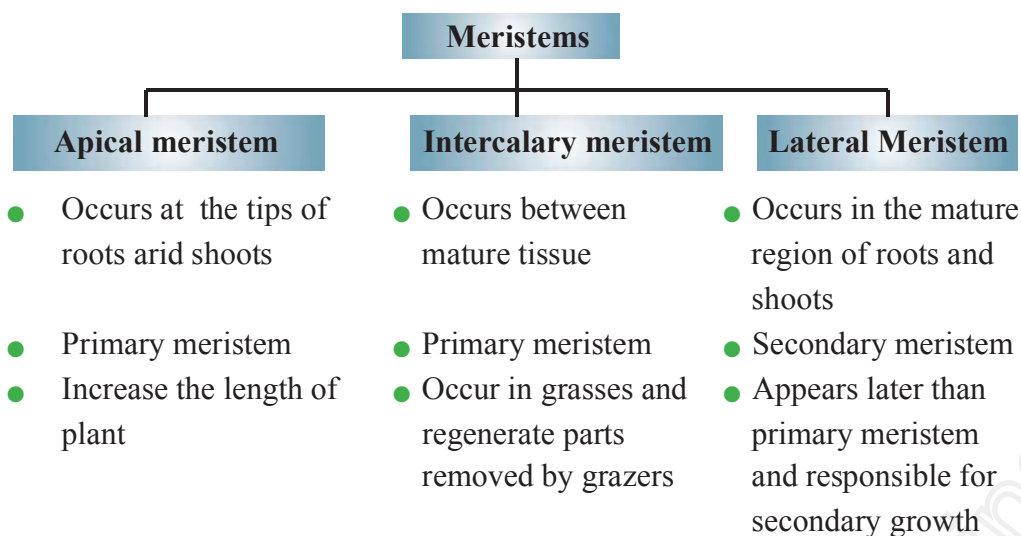 Meristems
Apical meristem
Occurs at the tips of
roots arid shoots
Primary meristem
Increase the length of
plant
Intercalary meristem
Occurs between
mature tissue
Primary meristem
Occur in grasses and
regenerate parts
removed by grazers
Lateral Meristem
Occurs in the mature
region of roots and
shoots
Secondary meristem
Appears later than
primary meristem
and responsible for
secondary growth